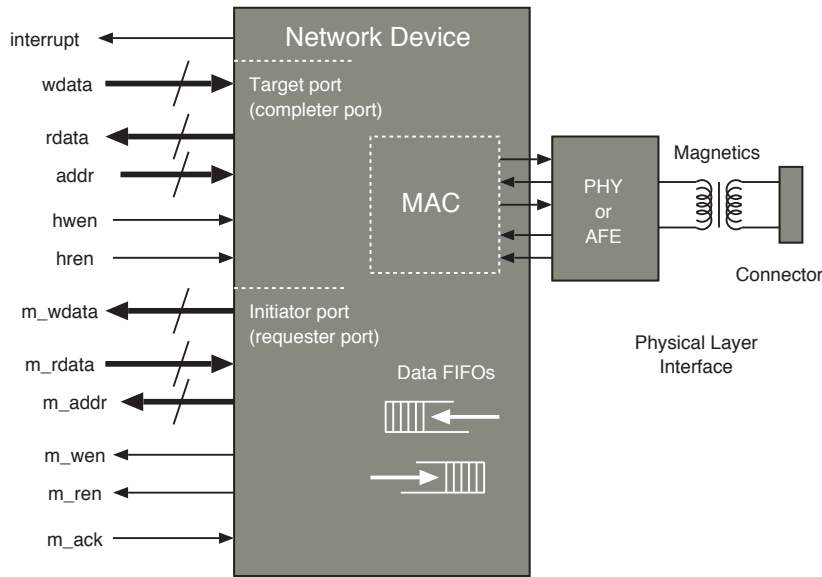 Network Device
interrupt
wdata
Target port
(completer port)
rdata
addr
hwen
hren
MAC
PHY
or
AFE
Magnetics
Connector
m_wdata
Initiator port
(requester port)
m_rdata
m_addr
m_wen
m_ren
m_ack
Data FIFOs
Physical Layer
Interface